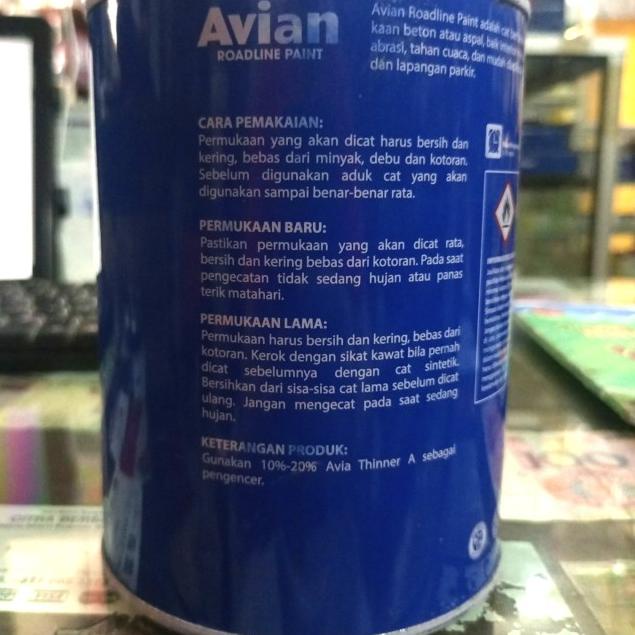 Avian
ROADLINE PAINT
Avian Roadline Paint adalah cat
kaan beton atau aspal, baik
abrasi, tahan cuaca, dan mudah
dan lapangan parkir.
CARA PEMAKAIAN:
Permukaan yang akan dicat harus bersih dan
kering, bebas dari minyak, debu dan kotoran.
Sebelum digunakan aduk cat yang akan
digunakan sampai benar-benar rata.
PERMUKAAN BARU:
Pastikan permukaan yang akan dicat rata,
bersih dan kering bebas dari kotoran. Pada saat
pengecatan tidak sedang hujan atau panas
terik matahari.
PERMUKAAN LAMA:
Permukaan harus bersih dan kering, bebas dari
kotoran. Kerok dengan sikat kawat bila pernah
dicat sebelumnya dengan cat sintetik.
Bersihkan dari sisa-sisa cat lama sebelum dicat
ulang. Jangan mengecat pada saat sedang
hujan.
KETERANGAN PRODUK:
Gunakan 10%-20% Avia Thinner A sebagai
pengencer.